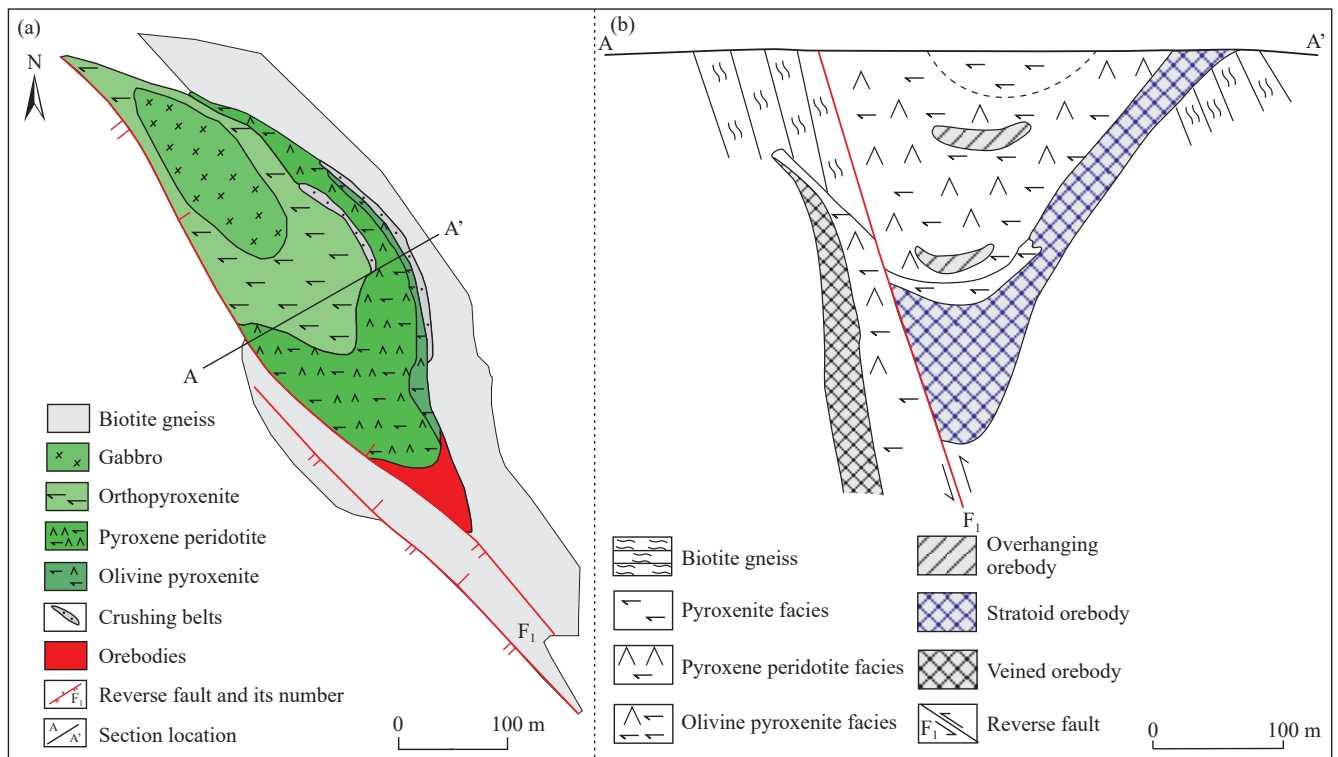 (a)
N
A'
A
F₁
Biotite gneiss
Gabbro
Orthopyroxenite
Pyroxene peridotite
Olivine pyroxenite
Crushing belts
Orebodies
F₁
Reverse fault and its number
A
A'
Section location
0
100 m
(b)
A
A'
F₁
Biotite gneiss
Pyroxenite facies
Pyroxene peridotite facies
Olivine pyroxenite facies
Overhanging
orebody
Stratoid orebody
Veined orebody
F₁
Reverse fault
0
100 m